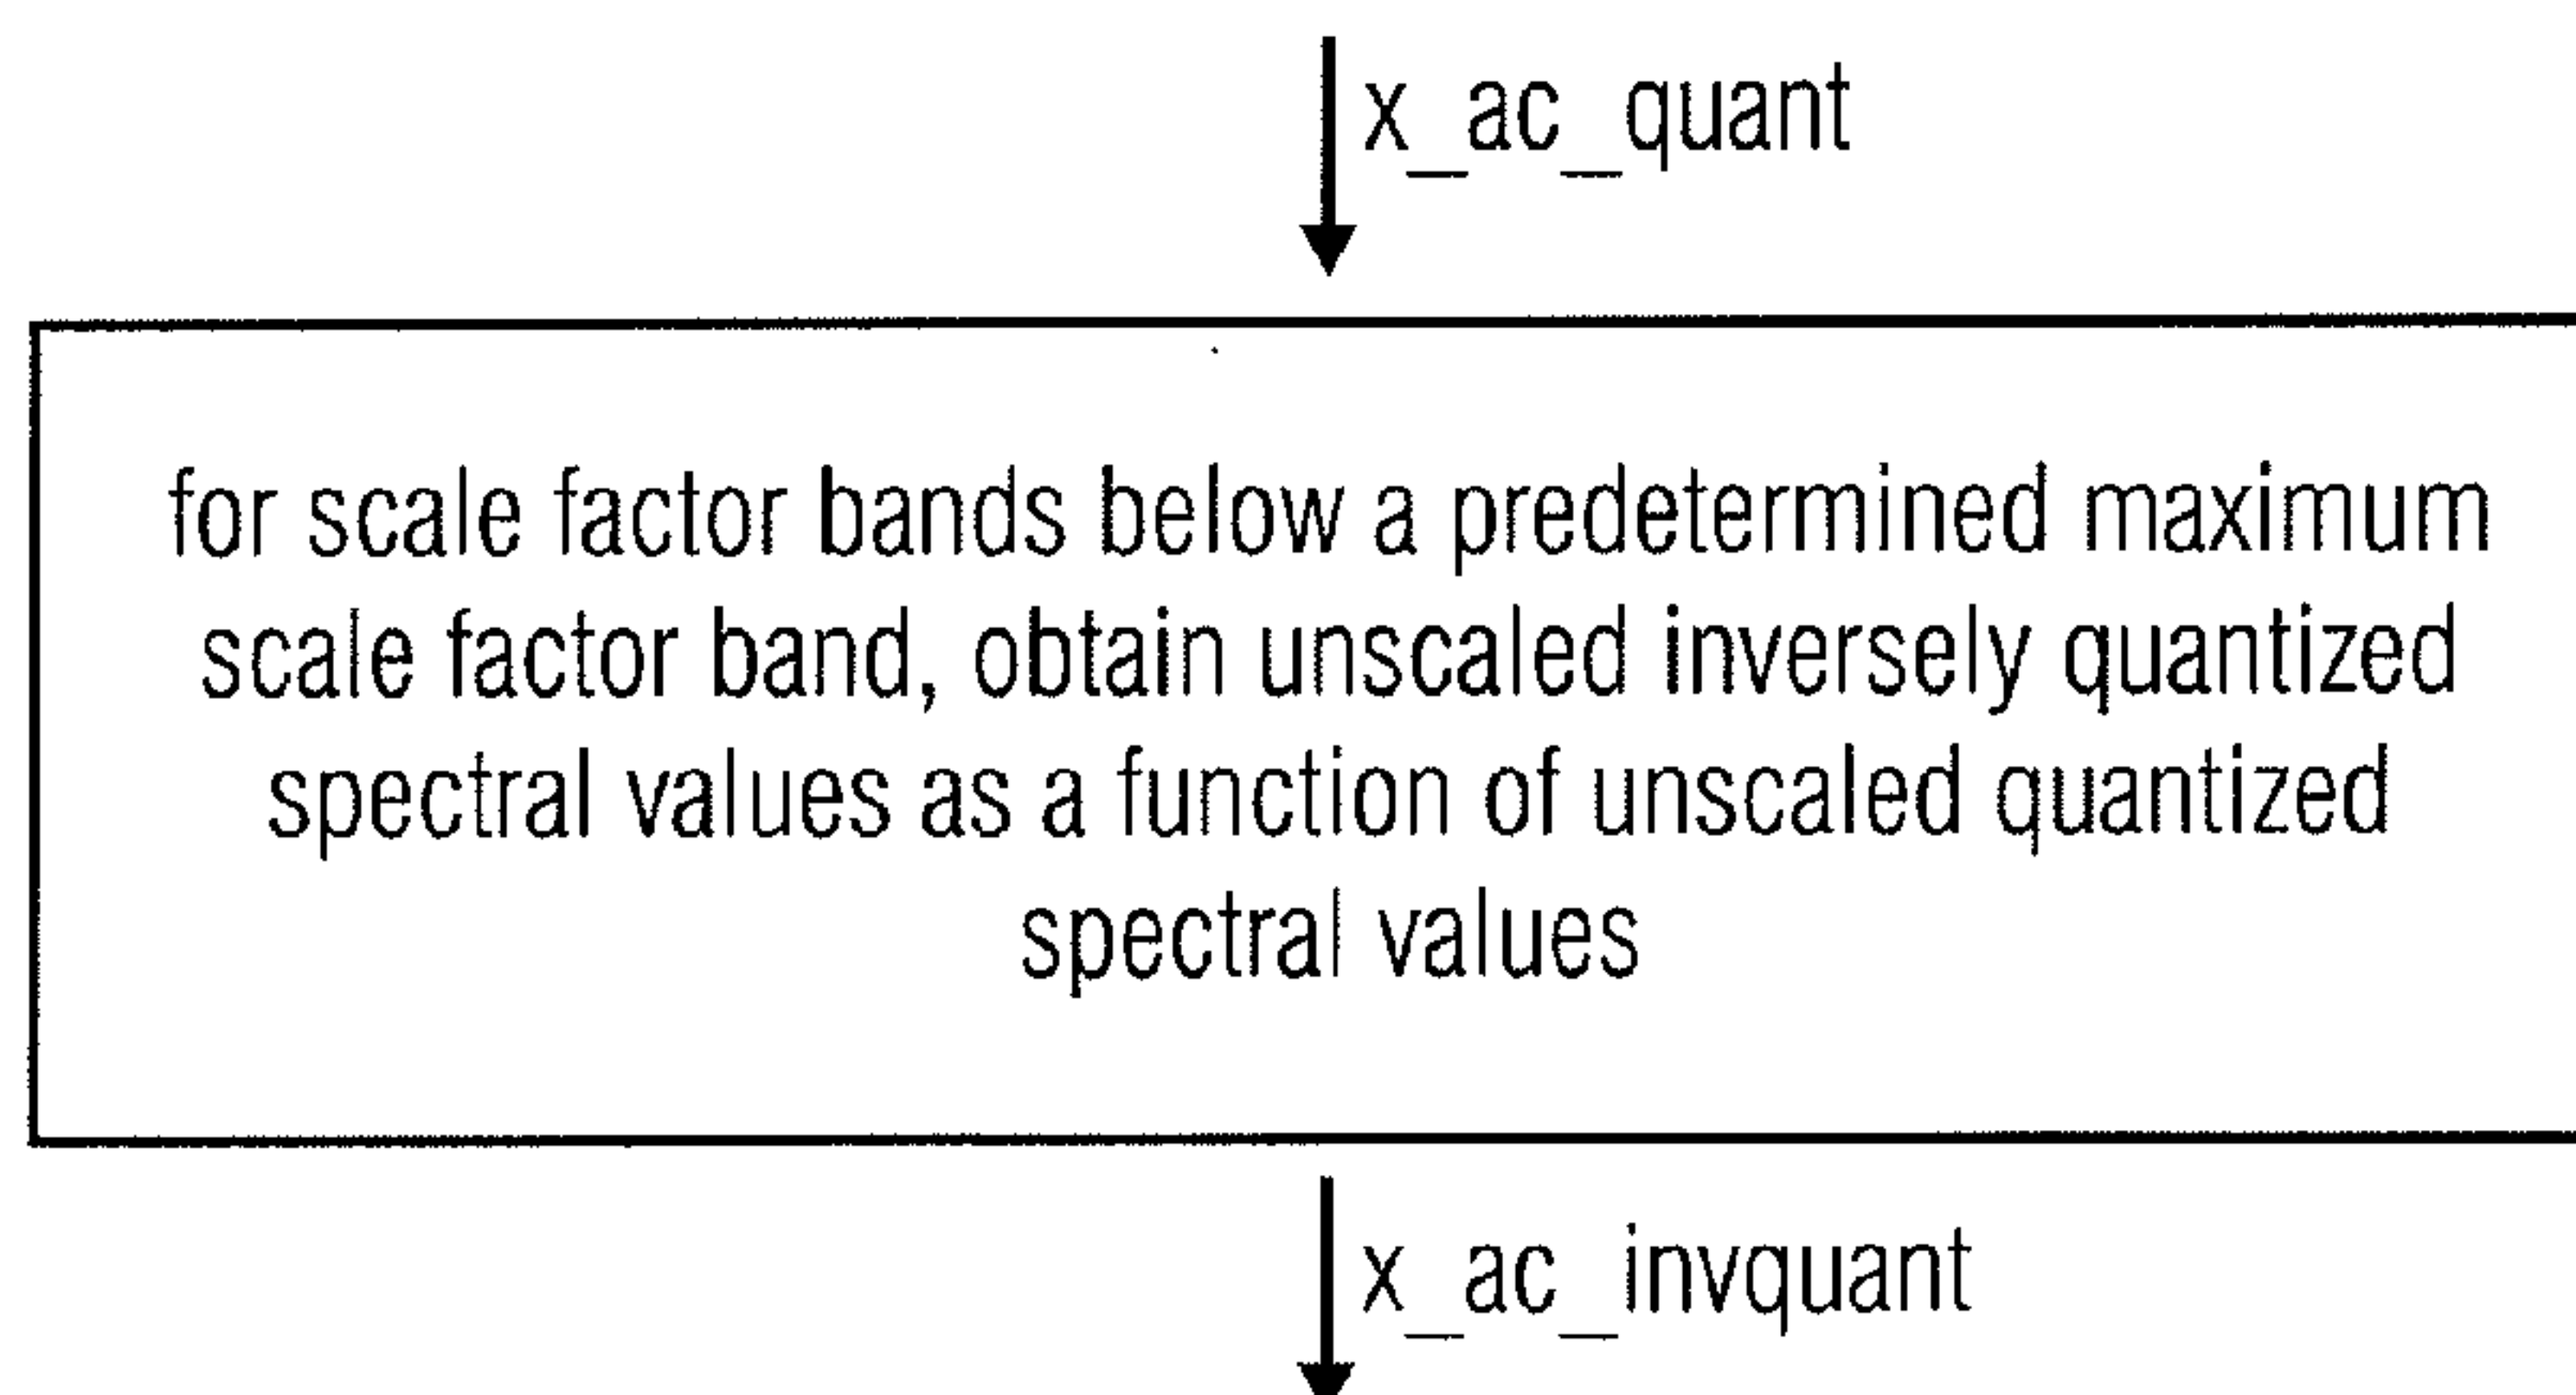 x_ac_quant
for scale factor bands below a predetermined maximum
scale factor band, obtain unscaled inversely quantized
spectral values as a function of unscaled quantized
spectral values
x_ac_invquant